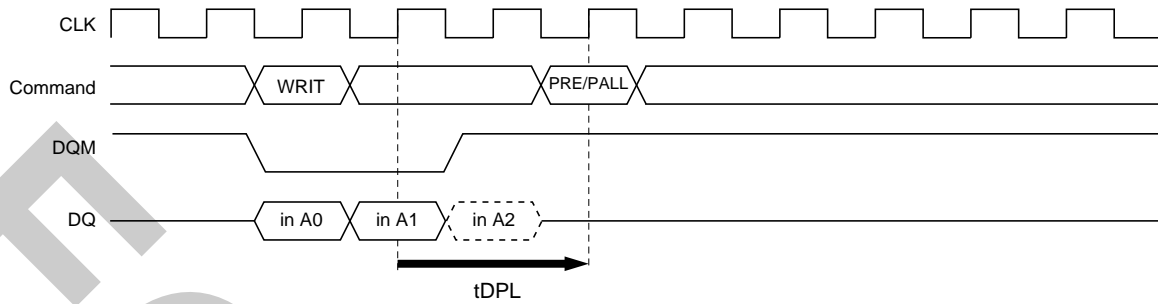 CLK
Command WRIT PRE/PALL
DQM
DQ in A0 in A1 in A2
tDPL